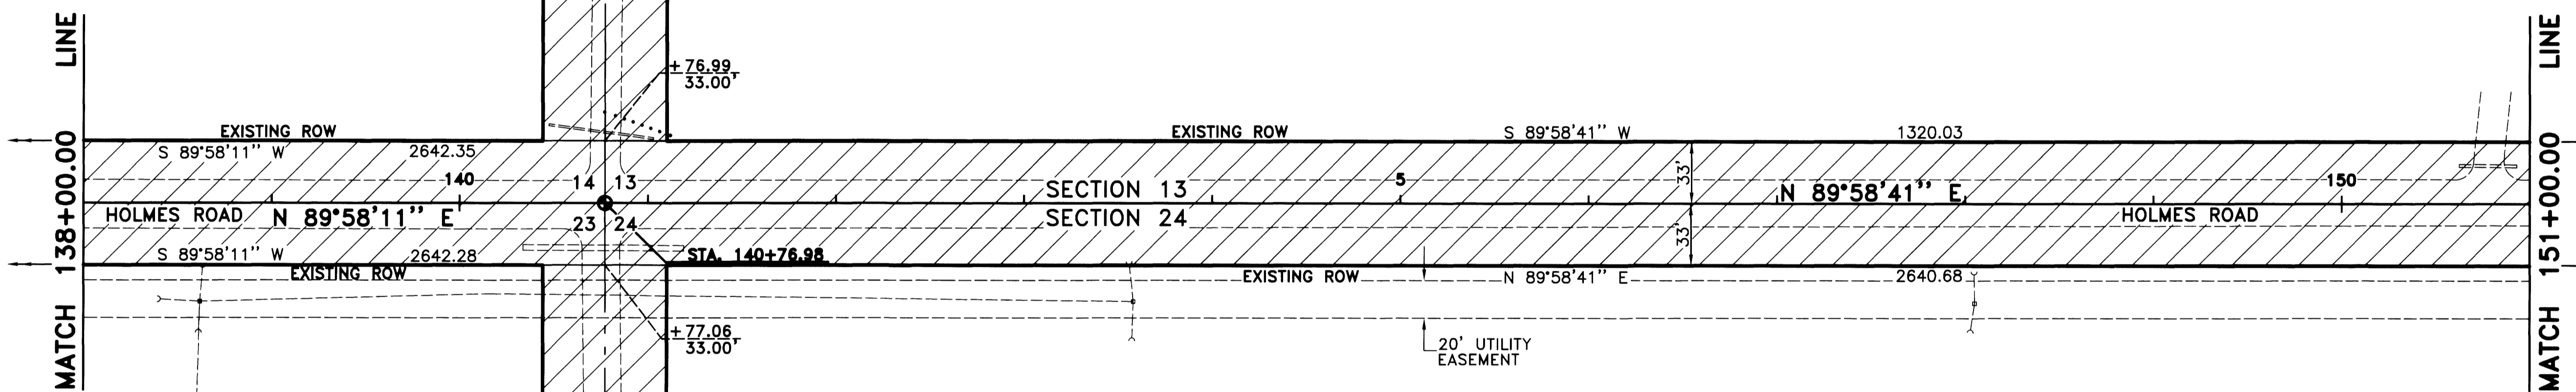 MATCH LINE 138+00.00
+76.99
33.00'
EXISTING ROW
EXISTING ROW
S 89°58'41'' W
1320.03
S 89°58'11'' W
2642.35
140
14
13
SECTION 13
5
33'
N 89°58'41'' E
150
HOLMES ROAD
N 89°58'11'' E
23
24
SECTION 24
33'
HOLMES ROAD
S 89°58'11'' W
2642.28
STA. 140+76.98
EXISTING ROW
EXISTING ROW
N 89°58'41'' E
2640.68
+77.06
33.00'
20' UTILITY
EASEMENT
MATCH LINE 151+00.00